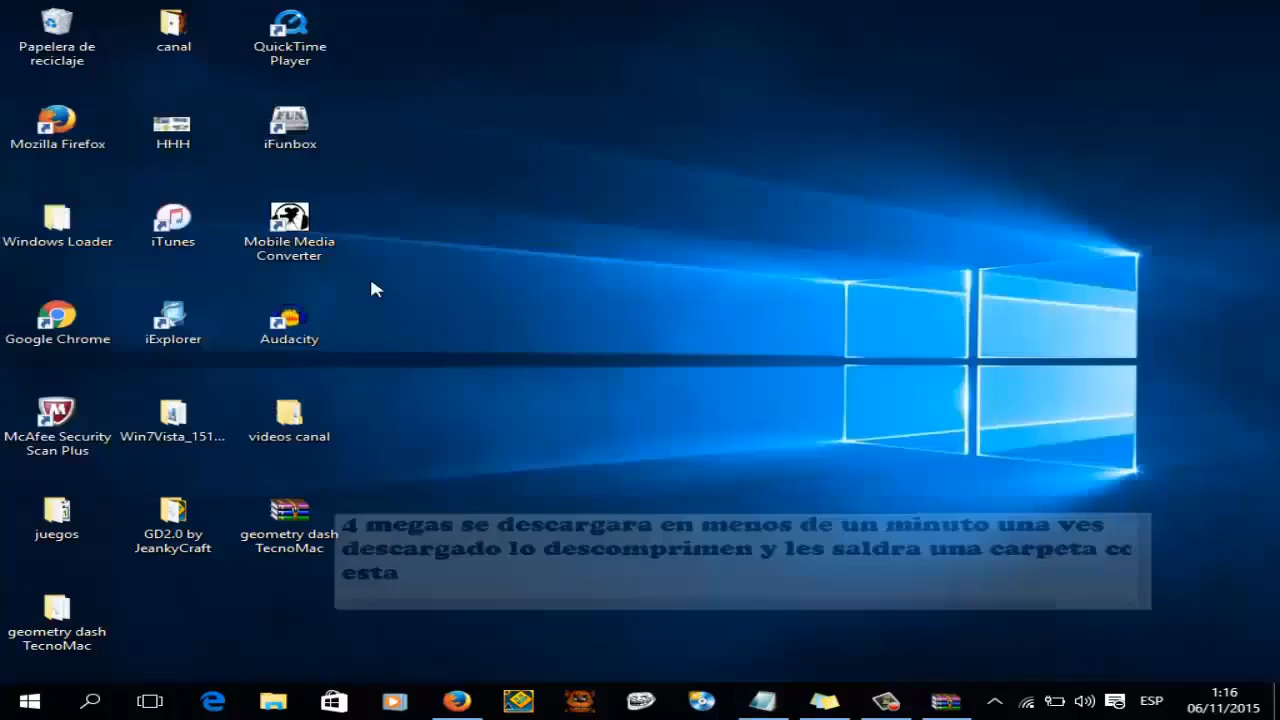 Papelera de
reciclaje
canal
QuickTime
Player
Mozilla Firefox
HHH
FUN
iFunbox
Windows Loader
iTunes
Mobile Media
Converter
Google Chrome
iExplorer
Audacity
McAfee Security
Scan Plus
Win7Vista_151...
videos canal
juegos
GD2.0 by
JeankyCraft
geometry dash
TecnoMac
4 megas se descargara en menos de un minuto una ves
descargado lo descomprimen y les saldra una carpeta co
esta
geometry dash
TecnoMac
ESP
1:16
06/11/2015